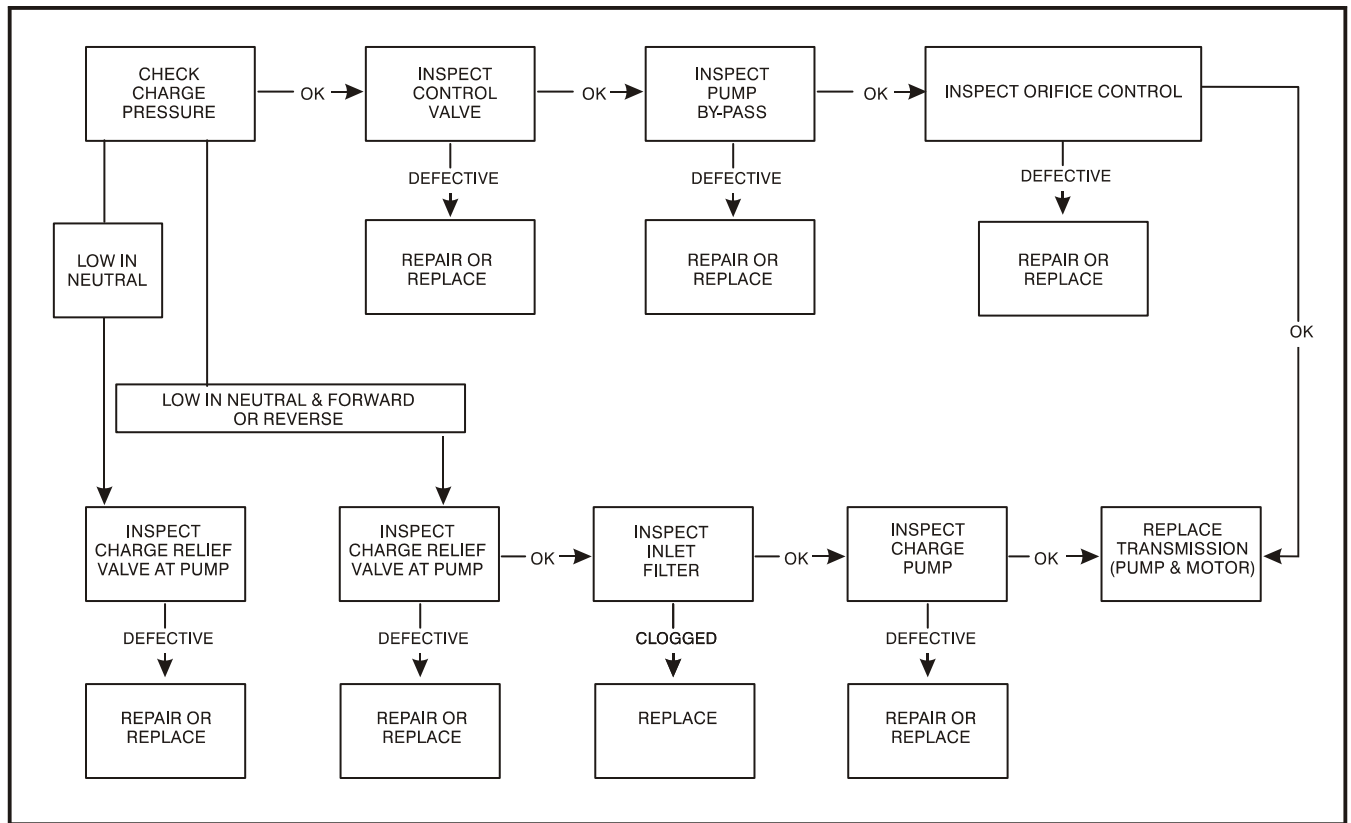 CHECK
CHARGE
PRESSURE
OK
INSPECT
CONTROL
VALVE
OK
INSPECT
PUMP
BY-PASS
OK
INSPECT ORIFICE CONTROL
DEFECTIVE
DEFECTIVE
DEFECTIVE
LOW IN
NEUTRAL
REPAIR OR
REPLACE
REPAIR OR
REPLACE
REPAIR OR
REPLACE
OK
LOW IN NEUTRAL & FORWARD
OR REVERSE
INSPECT
CHARGE RELIEF
VALVE AT PUMP
INSPECT
CHARGE RELIEF
VALVE AT PUMP
OK
INSPECT
INLET
FILTER
OK
INSPECT
CHARGE
PUMP
OK
REPLACE
TRANSMISSION
(PUMP & MOTOR)
DEFECTIVE
DEFECTIVE
CLOGGED
DEFECTIVE
REPAIR OR
REPLACE
REPAIR OR
REPLACE
REPLACE
REPAIR OR
REPLACE